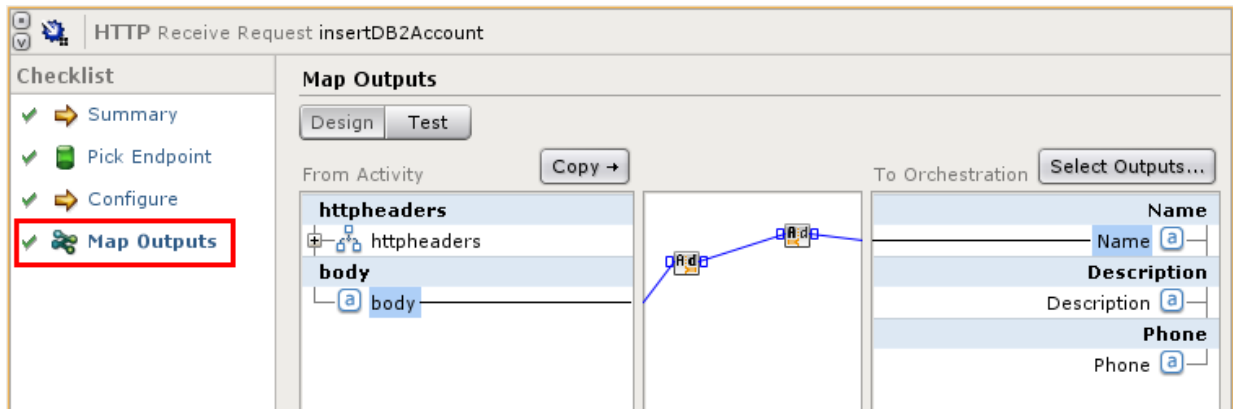 HTTP Receive Request insertDB2Account
Checklist
Summary
Pick Endpoint
Configure
Map Outputs
Map Outputs
Design Test
From Activity Copy → To Orchestration Select Outputs...
httpheaders
httpheaders
body
a body
A d
A d
Name
Name a
Description
Description a
Phone
Phone a